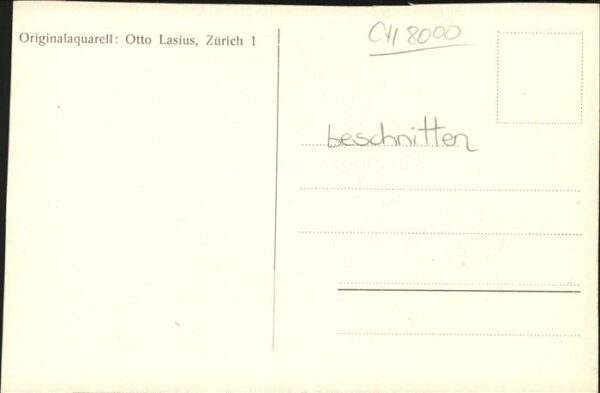 Originalaquarell: Otto Lasius, Zürich 1
CH 8000
beschnitten